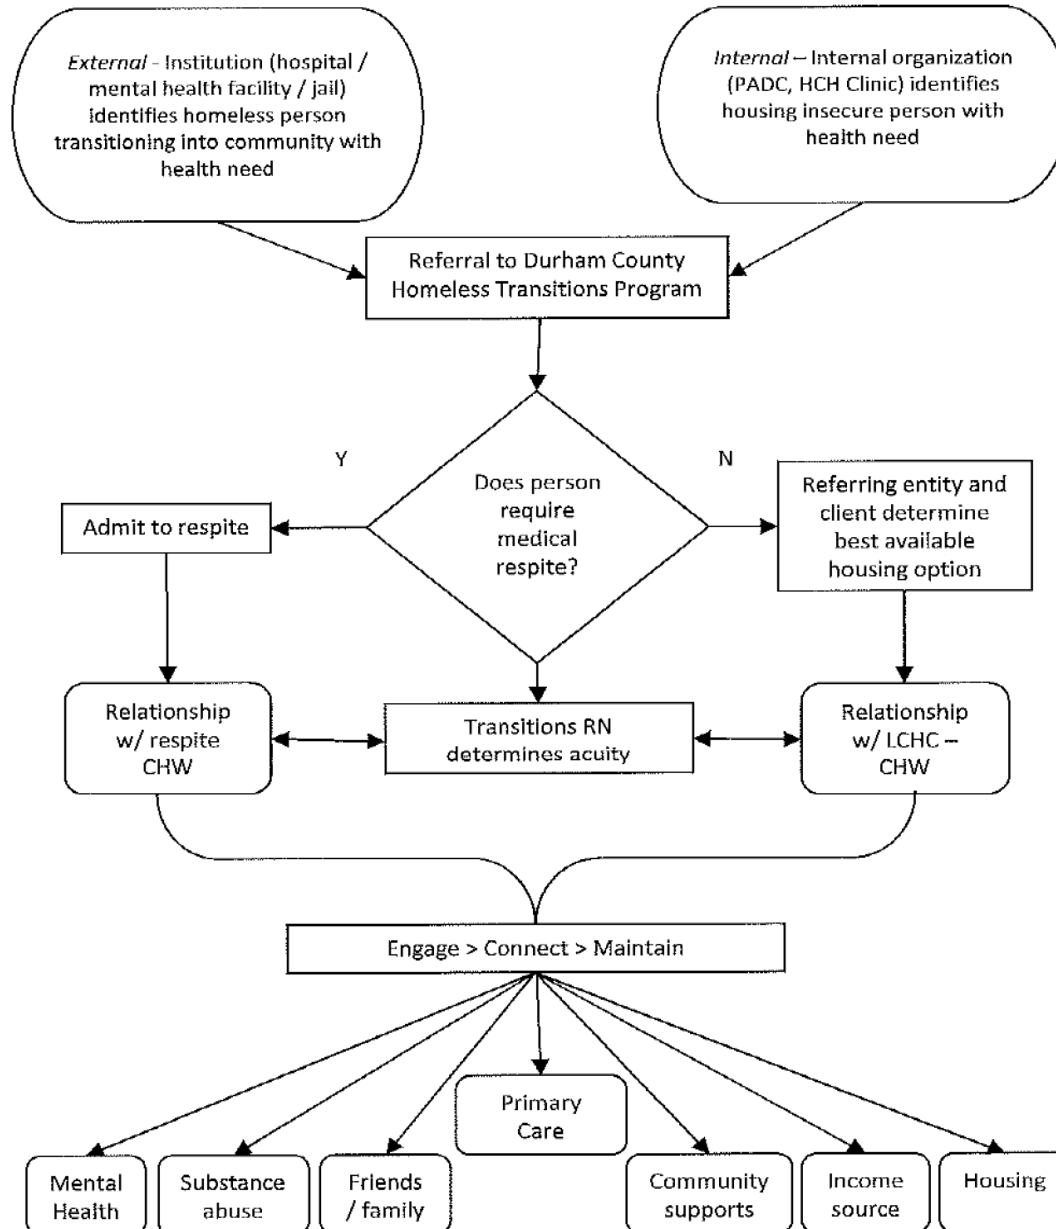 External - Institution (hospital /
mental health facility / jail)
identifies homeless person
transitioning into community with
health need
Internal – Internal organization
(PADC, HCH Clinic) identifies
housing insecure person with
health need
Referral to Durham County
Homeless Transitions Program
Y
N
Does person
require
medical
respite?
Admit to respite
Referring entity and
client determine
best available
housing option
Relationship
w/ respite
CHW
Transitions RN
determines acuity
Relationship
w/ LCHC –
CHW
Engage > Connect > Maintain
Primary
Care
Mental
Health
Substance
abuse
Friends
/ family
Community
supports
Income
source
Housing